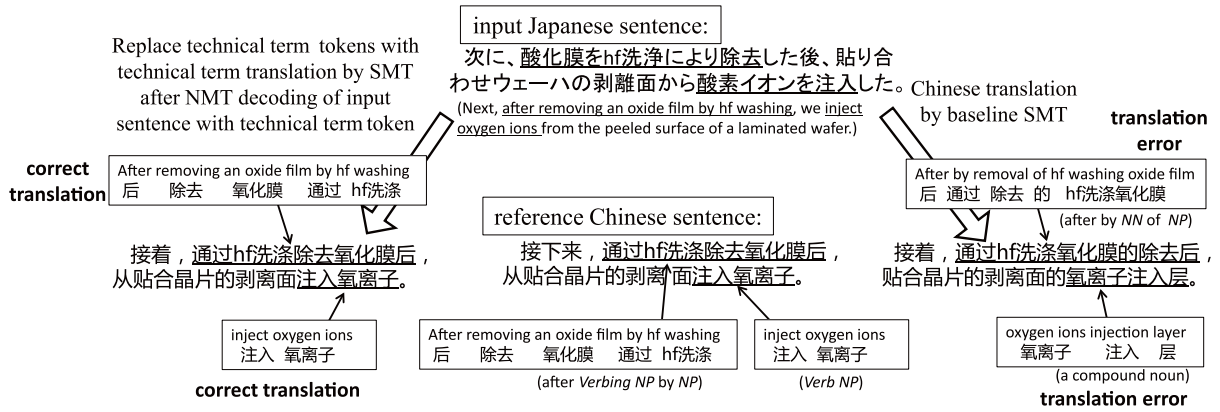 input Japanese sentence:
次に、酸化膜をhf洗浄により除去した後、貼り合
わせウェーハの剥離面から酸素イオンを注入した。
(Next, after removing an oxide film by hf washing, we inject
oxygen ions from the peeled surface of a laminated wafer.)
Replace technical term tokens with
technical term translation by SMT
after NMT decoding of input
sentence with technical term token
correct
translation
After removing an oxide film by hf washing
后 除去 氧化膜 通过 hf洗涤
接着，通过hf洗涤除去氧化膜后，
从贴合晶片的剥离面注入氧离子。
inject oxygen ions
注入 氧离子
correct translation
reference Chinese sentence:
接下来，通过hf洗涤除去氧化膜后，
从贴合晶片的剥离面注入氧离子。
After removing an oxide film by hf washing
后 除去 氧化膜 通过 hf洗涤
(after Verbing NP by NP)
inject oxygen ions
注入 氧离子
(Verb NP)
Chinese translation
by baseline SMT
translation
error
After by removal of hf washing oxide film
后 通过 除去 的 hf洗涤氧化膜
(after by NN of NP)
接着，通过hf洗涤氧化膜的除去后，
贴合晶片的剥离面的氧离子注入层。
oxygen ions injection layer
氧离子 注入 层
(a compound noun)
translation error